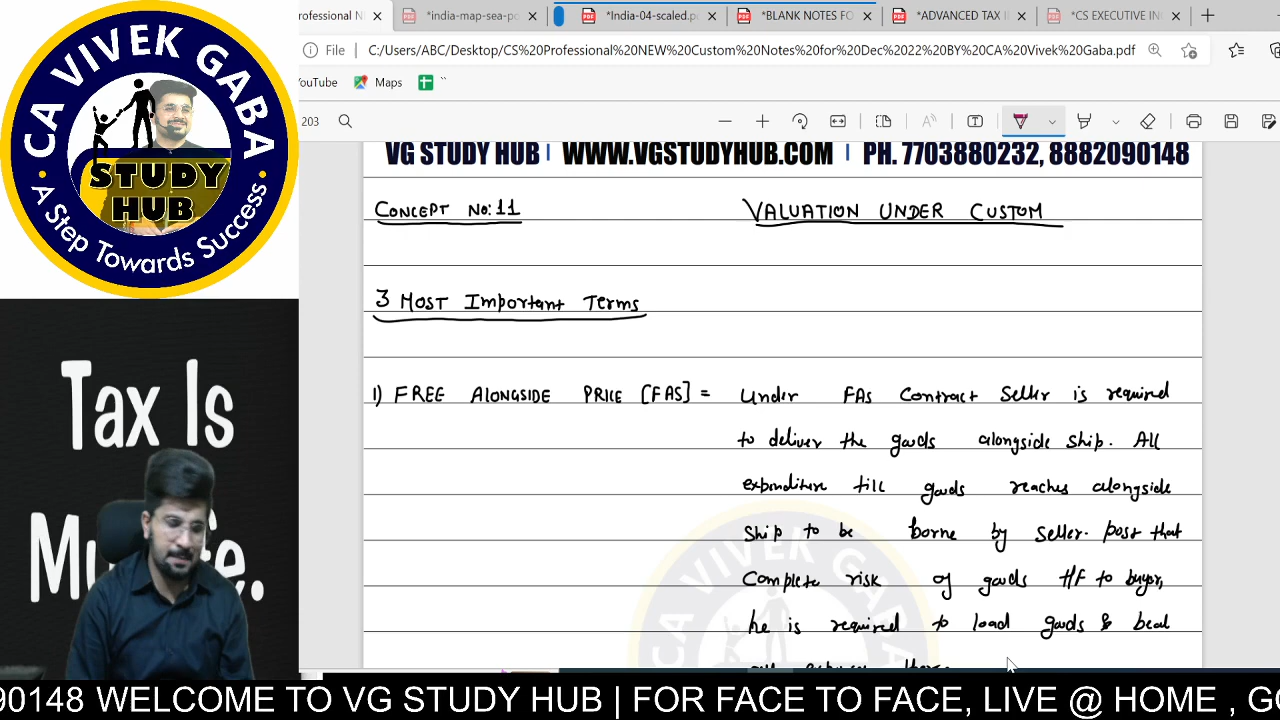 CA VIVEK GABA
STUDY
HUB
A Step Towards Success
Tax Is
rofessional N
*india-map-sea-po
*India-04-scaled.p
*BLANK NOTES FO
*ADVANCED TAX L
*CS EXECUTIVE IN
File C:/Users/ABC/Desktop/CS%20Professional%20NEW%20Custom%20Notes%20for%20Dec%2022%20BY%20CA%20Vivek%20Gaba.pdf
ouTube Maps ``
203
VG STUDY HUB | WWW.VGSTUDYHUB.COM | PH. 7703880232, 8882090148
CONCEPT No:11 VALUATION UNDER CUSTOM
3 MOST Important Terms
1) FREE ALONGSIDE PRICE [FAS] = Under FAS Contract Seller is required
to deliver the goods alongside ship. All
expenditure till goods reaches alongside
ship to be borne by seller. post that
Complete risk of goods t/f to buyer,
he is required to load goods & bear
90148 WELCOME TO VG STUDY HUB | FOR FACE TO FACE, LIVE @ HOME , GO